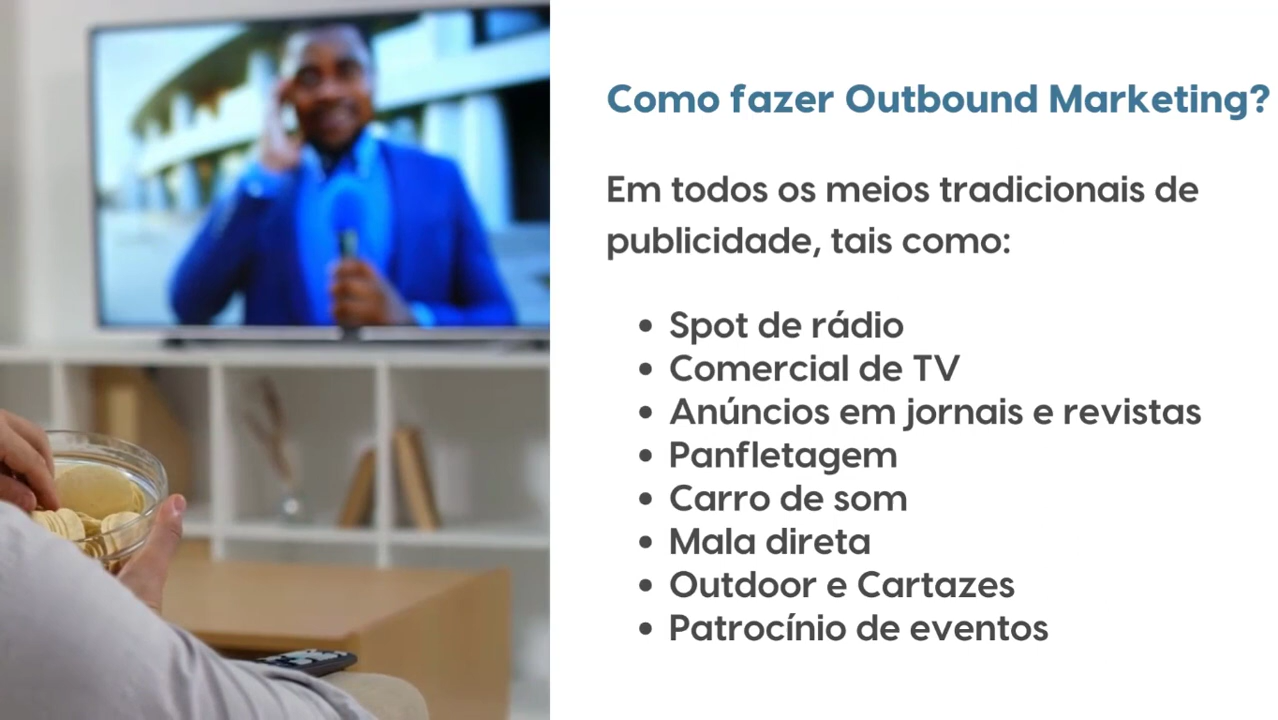 Como fazer Outbound Marketing?
Em todos os meios tradicionais de
publicidade, tais como:
• Spot de rádio
• Comercial de TV
• Anúncios em jornais e revistas
• Panfletagem
• Carro de som
• Mala direta
• Outdoor e Cartazes
• Patrocínio de eventos